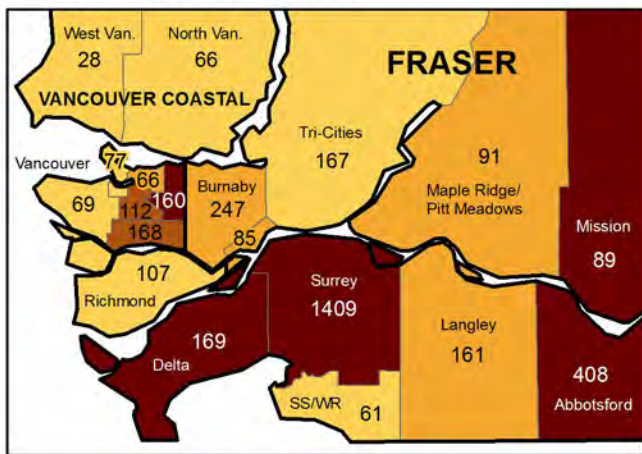 West Van.
28
North Van.
66
VANCOUVER COASTAL
FRASER
Tri-Cities
167
Vancouver
77
66
160
69
112
168
Burnaby
247
85
91
Maple Ridge/
Pitt Meadows
Mission
89
107
Richmond
Surrey
1409
169
Delta
Langley
161
408
Abbotsford
SS/WR
61